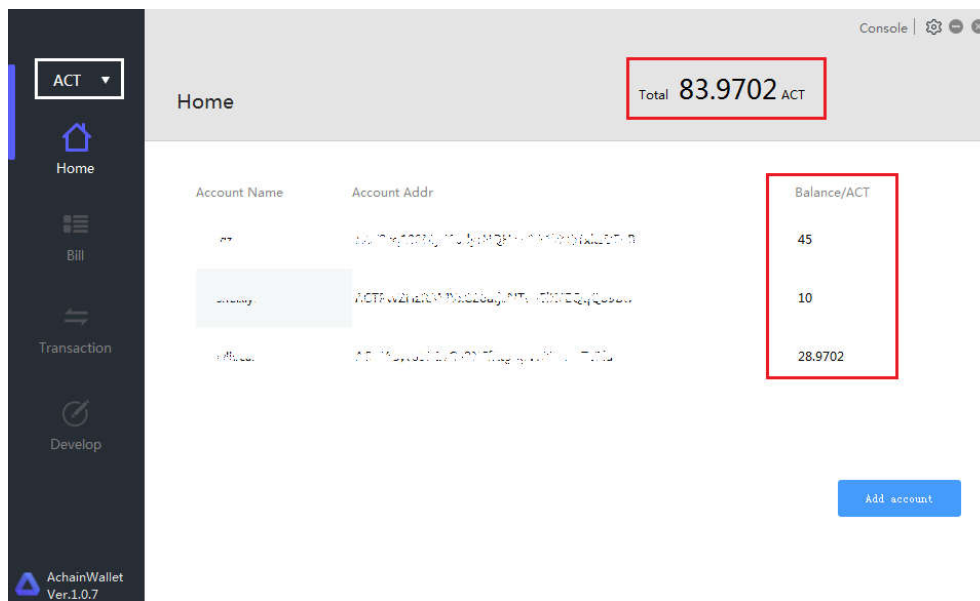 Console
ACT
Home
Total 83.9702 ACT
Home
Account Name Account Addr Balance/ACT
45
Bill
10
Transaction
28.9702
Develop
Add account
AchainWallet
Ver.1.0.7